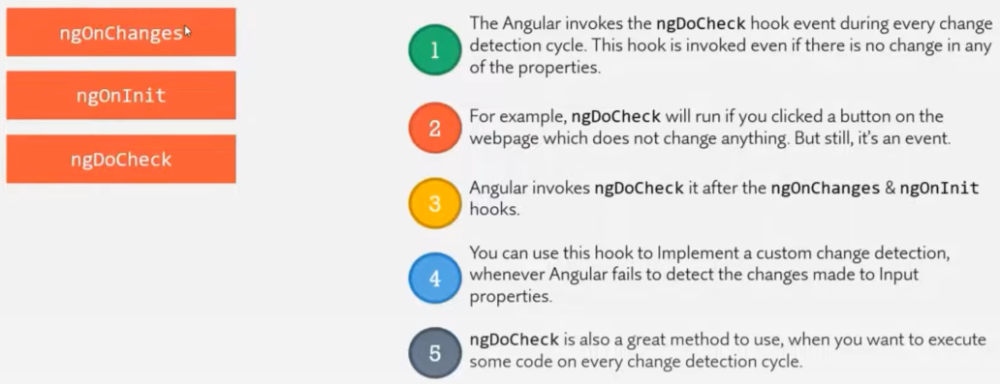 ngOnChanges
ngOnInit
ngDoCheck
1
The Angular invokes the ngDoCheck hook event during every change
detection cycle. This hook is invoked even if there is no change in any
of the properties.
2
For example, ngDoCheck will run if you clicked a button on the
webpage which does not change anything. But still, it's an event.
3
Angular invokes ngDoCheck it after the ngOnChanges & ngOnInit
hooks.
4
You can use this hook to Implement a custom change detection,
whenever Angular fails to detect the changes made to Input
properties.
5
ngDoCheck is also a great method to use, when you want to execute
some code on every change detection cycle.